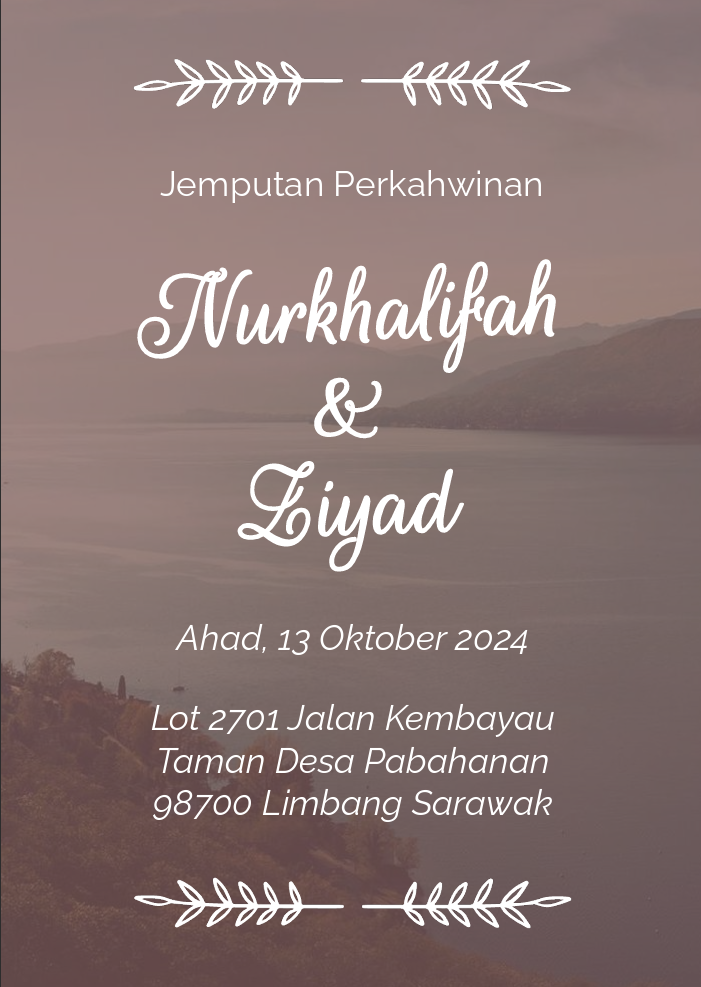 Jemputan Perkahwinan
Nurkhalifah
&
Ziyad
Ahad, 13 Oktober 2024
Lot 2701 Jalan Kembayau
Taman Desa Pabahanan
98700 Limbang Sarawak